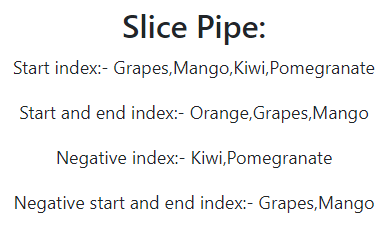 Slice Pipe:
Start index:- Grapes,Mango,Kiwi,Pomegranate
Start and end index:- Orange,Grapes,Mango
Negative index:- Kiwi,Pomegranate
Negative start and end index:- Grapes,Mango